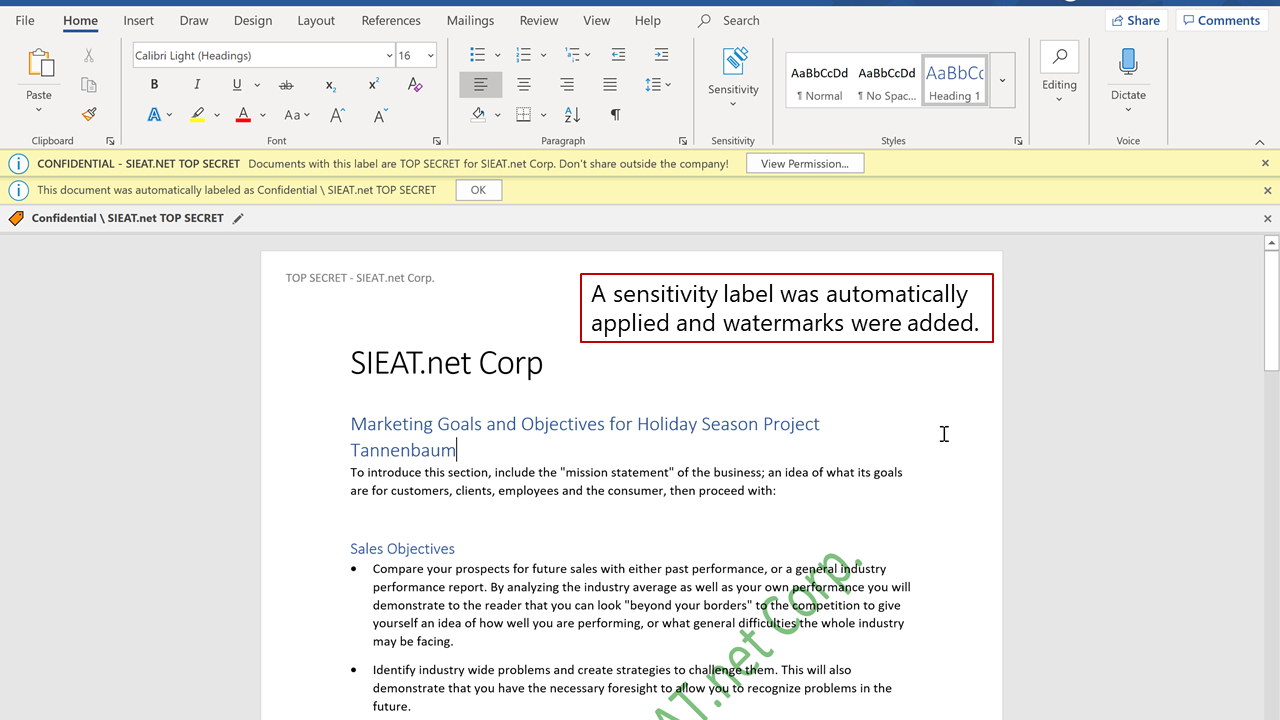 File Home Insert Draw Design Layout References Mailings Review View Help Search Share Comments
Calibri Light (Headings) 16
Paste
B I U ab x₂ x²
A A Aa A A
Sensitivity
AaBbCcDd AaBbCcDd AaBbCc
¶ Normal ¶ No Spac... Heading 1
Editing
Dictate
Clipboard Font Paragraph Sensitivity Styles Voice
CONFIDENTIAL - SIEAT.NET TOP SECRET Documents with this label are TOP SECRET for SIEAT.net Corp. Don't share outside the company! View Permission...
This document was automatically labeled as Confidential \ SIEAT.net TOP SECRET OK
Confidential \ SIEAT.net TOP SECRET
TOP SECRET - SIEAT.net Corp.
A sensitivity label was automatically
applied and watermarks were added.
SIEAT.net Corp
Marketing Goals and Objectives for Holiday Season Project
Tannenbaum
To introduce this section, include the "mission statement" of the business; an idea of what its goals
are for customers, clients, employees and the consumer, then proceed with:
Sales Objectives
• Compare your prospects for future sales with either past performance, or a general industry
performance report. By analyzing the industry average as well as your own performance you will
demonstrate to the reader that you can look "beyond your borders" to the competition to give
yourself an idea of how well you are performing, or what general difficulties the whole industry
may be facing.
• Identify industry wide problems and create strategies to challenge them. This will also
demonstrate that you have the necessary foresight to allow you to recognize problems in the
future.
AT.net Corp.